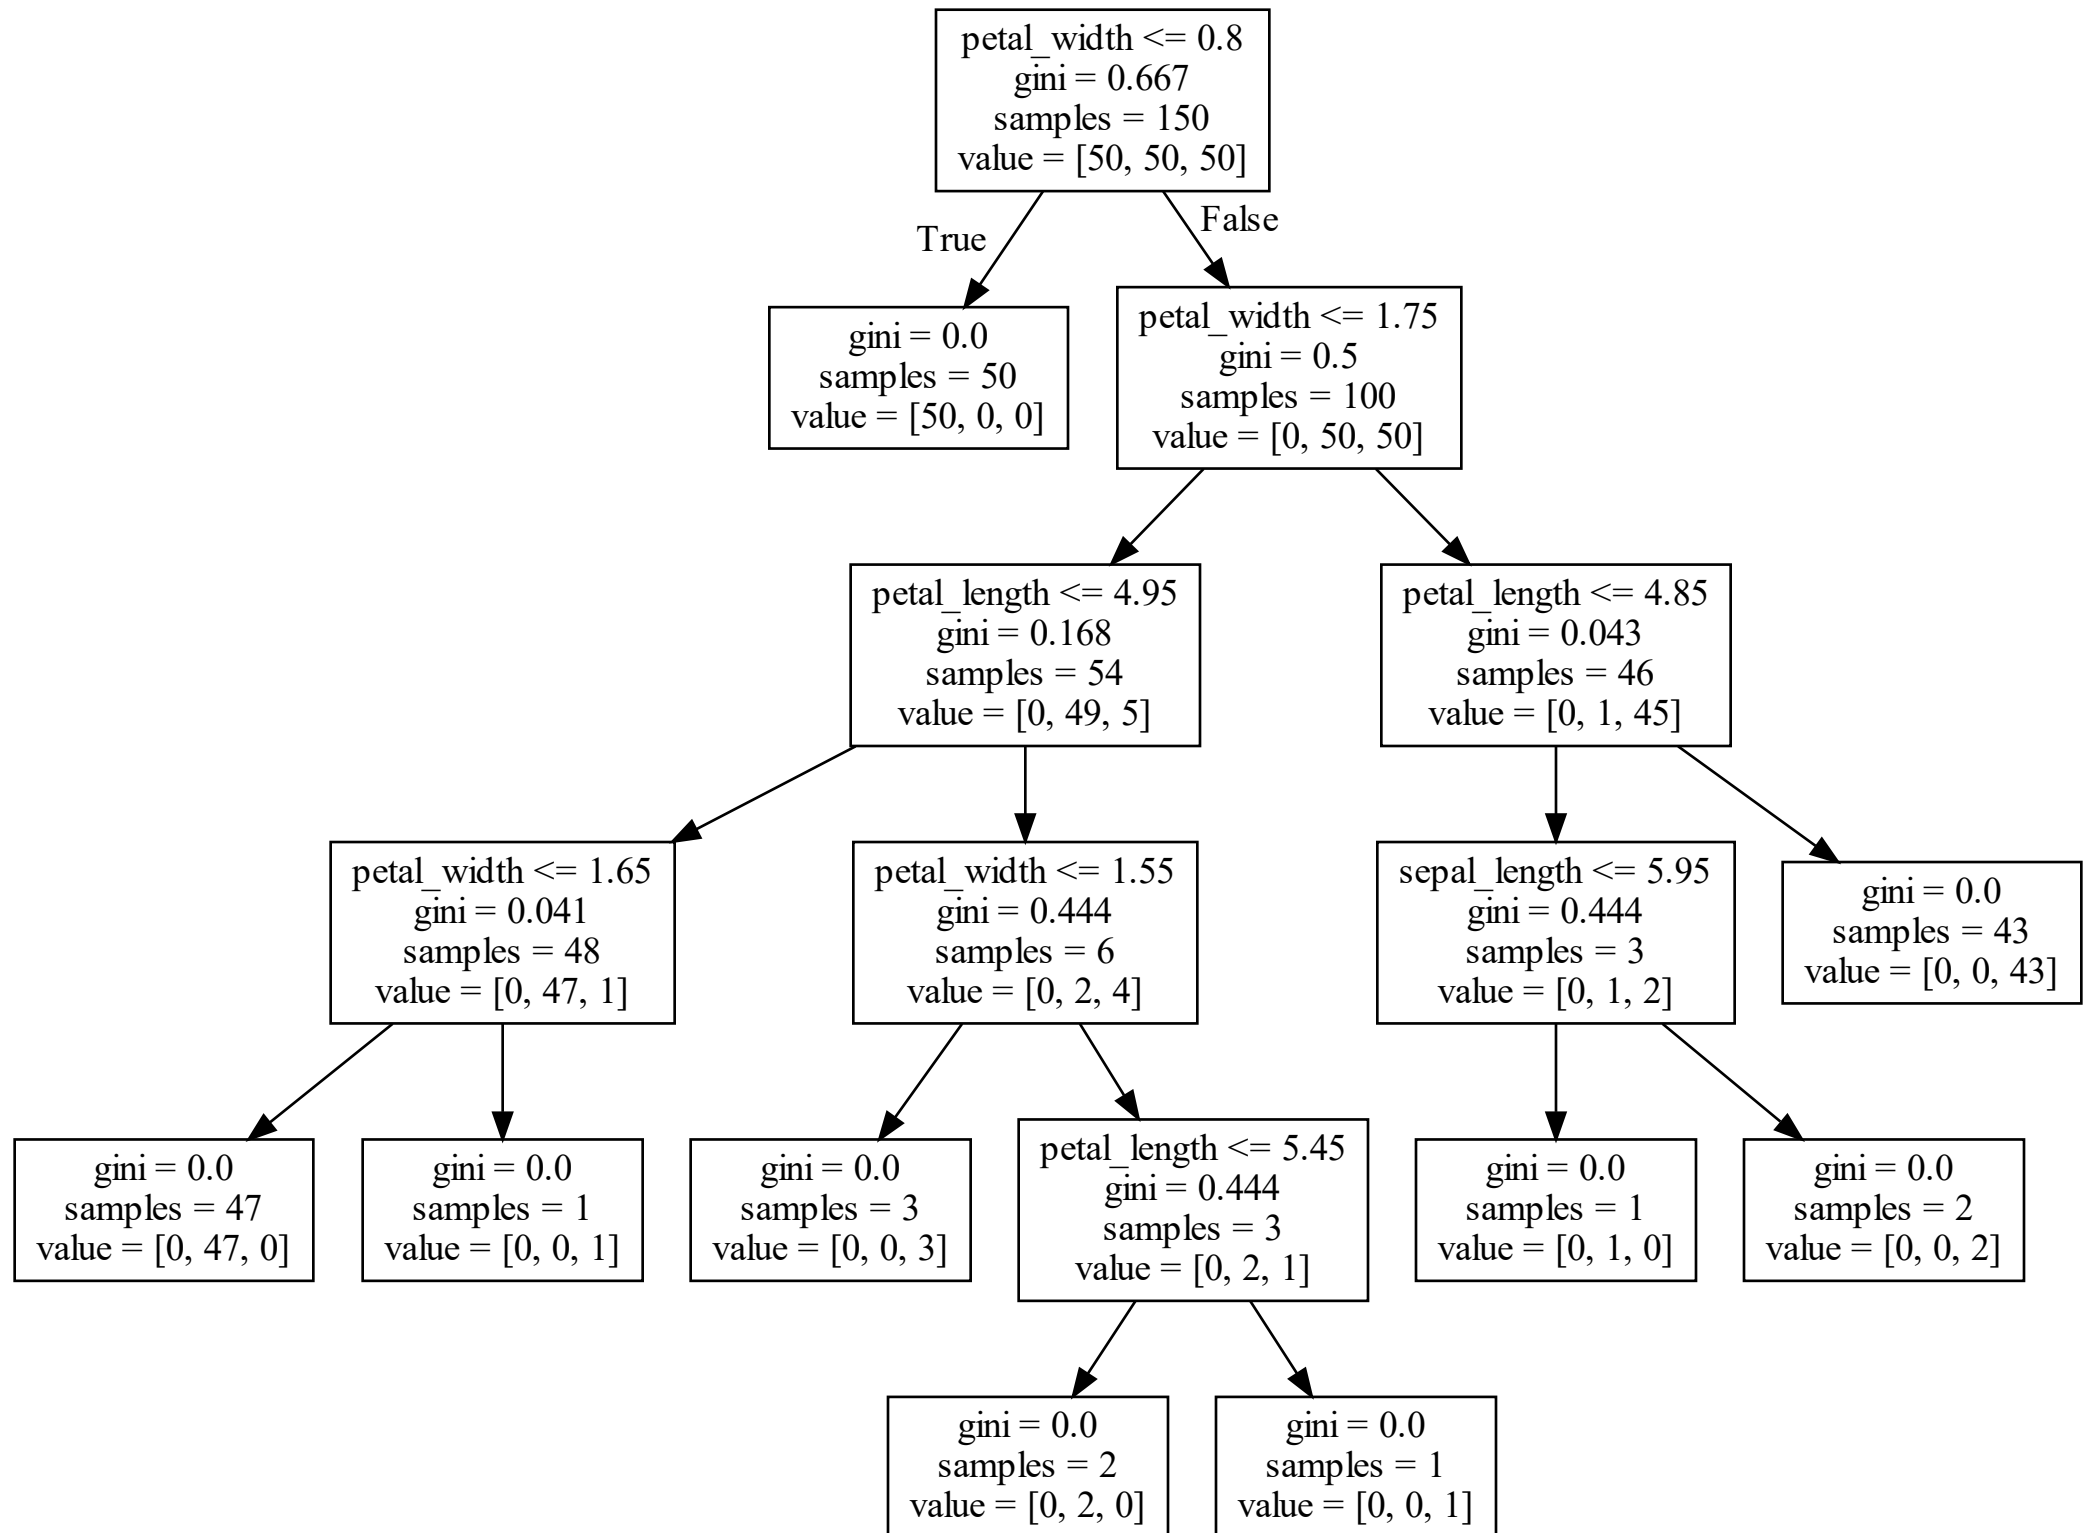 petal_width <= 0.8
gini = 0.667
samples = 150
value = [50, 50, 50]
True
False
gini = 0.0
samples = 50
value = [50, 0, 0]
petal_width <= 1.75
gini = 0.5
samples = 100
value = [0, 50, 50]
petal_length <= 4.95
gini = 0.168
samples = 54
value = [0, 49, 5]
petal_length <= 4.85
gini = 0.043
samples = 46
value = [0, 1, 45]
petal_width <= 1.65
gini = 0.041
samples = 48
value = [0, 47, 1]
petal_width <= 1.55
gini = 0.444
samples = 6
value = [0, 2, 4]
sepal_length <= 5.95
gini = 0.444
samples = 3
value = [0, 1, 2]
gini = 0.0
samples = 43
value = [0, 0, 43]
gini = 0.0
samples = 47
value = [0, 47, 0]
gini = 0.0
samples = 1
value = [0, 0, 1]
gini = 0.0
samples = 3
value = [0, 0, 3]
petal_length <= 5.45
gini = 0.444
samples = 3
value = [0, 2, 1]
gini = 0.0
samples = 1
value = [0, 1, 0]
gini = 0.0
samples = 2
value = [0, 0, 2]
gini = 0.0
samples = 2
value = [0, 2, 0]
gini = 0.0
samples = 1
value = [0, 0, 1]